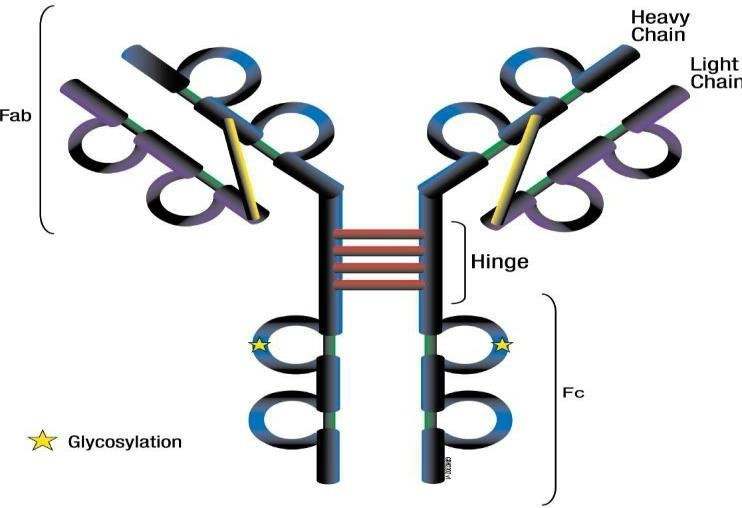 Heavy
Chain
Light
Chain
Fab
Hinge
Fc
Glycosylation